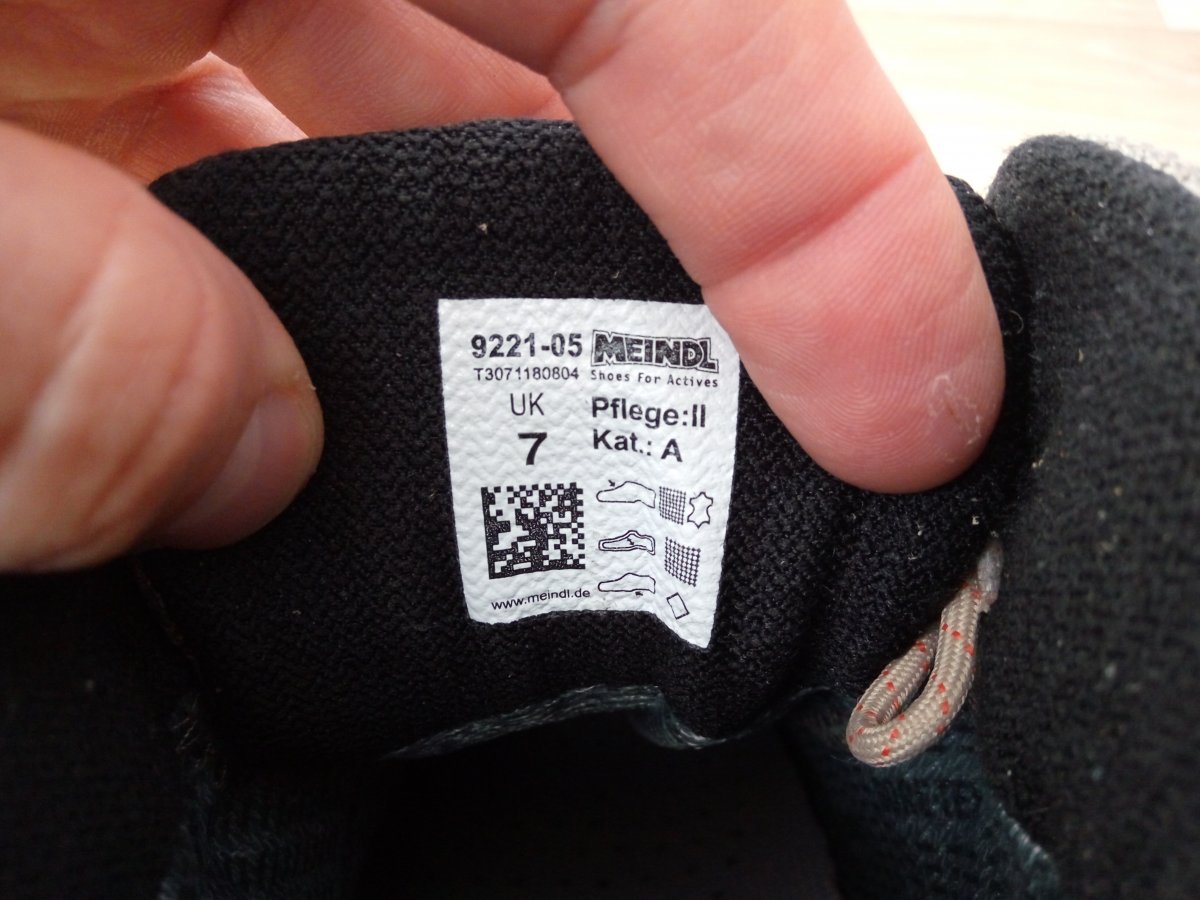 9221-05 MEINDL
T3071180804 Shoes For Actives
UK Pflege:II
7 Kat.: A
www.meindl.de